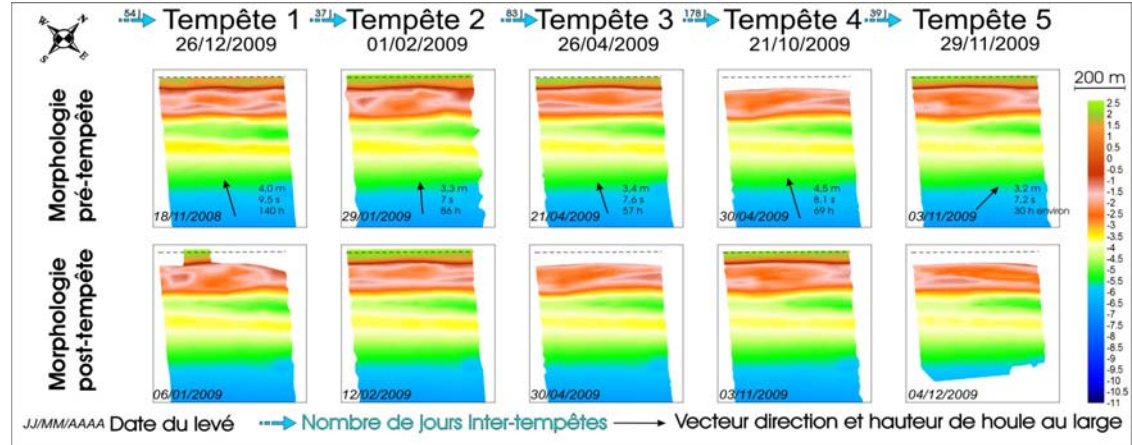 54 j Tempête 1 37 j Tempête 2 83 j Tempête 3 178 j Tempête 4 39 j Tempête 5
26/12/2009 01/02/2009 26/04/2009 21/10/2009 29/11/2009
N
W
E
S
200 m
Morphologie
pré-tempête
4,0 m
9,5 s
140 h
18/11/2008
3,3 m
7 s
86 h
29/01/2009
3,4 m
7,6 s
57 h
21/04/2009
4,5 m
8,1 s
69 h
30/04/2009
3,2 m
7,2 s
30 h environ
03/11/2009
2.5
2
1.5
1
0.5
0
-0.5
-1
-1.5
-2
-2.5
-3
-3.5
-4
-4.5
-5
-5.5
-6
-6.5
-7
-7.5
-8
-8.5
-9
-9.5
-10
-10.5
-11
Morphologie
post-tempête
06/01/2009
12/02/2009
30/04/2009
03/11/2009
04/12/2009
JJ/MM/AAAA Date du levé Nombre de jours inter-tempêtes Vecteur direction et hauteur de houle au large